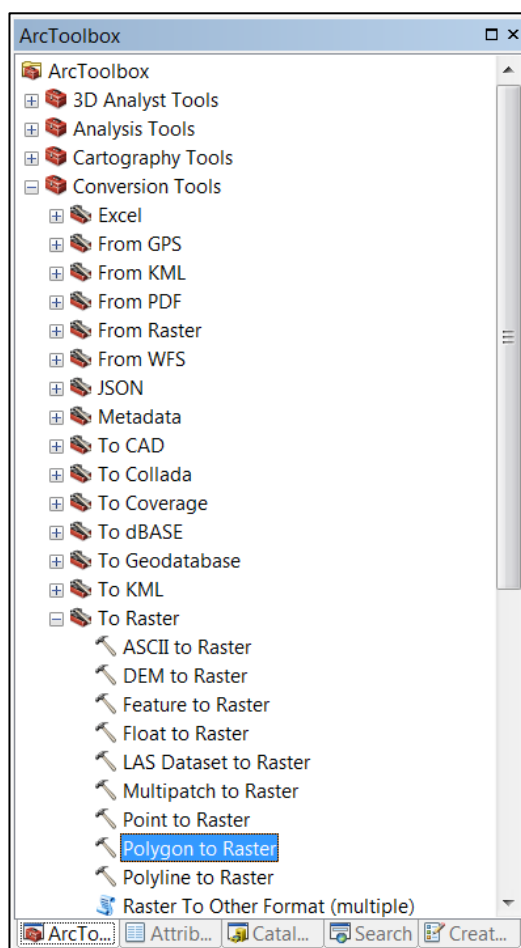 ArcToolbox
ArcToolbox
3D Analyst Tools
Analysis Tools
Cartography Tools
Conversion Tools
Excel
From GPS
From KML
From PDF
From Raster
From WFS
JSON
Metadata
To CAD
To Collada
To Coverage
To dBASE
To Geodatabase
To KML
To Raster
ASCII to Raster
DEM to Raster
Feature to Raster
Float to Raster
LAS Dataset to Raster
Multipatch to Raster
Point to Raster
Polygon to Raster
Polyline to Raster
Raster To Other Format (multiple)
ArcTo... Attrib... Catal... Search Creat...